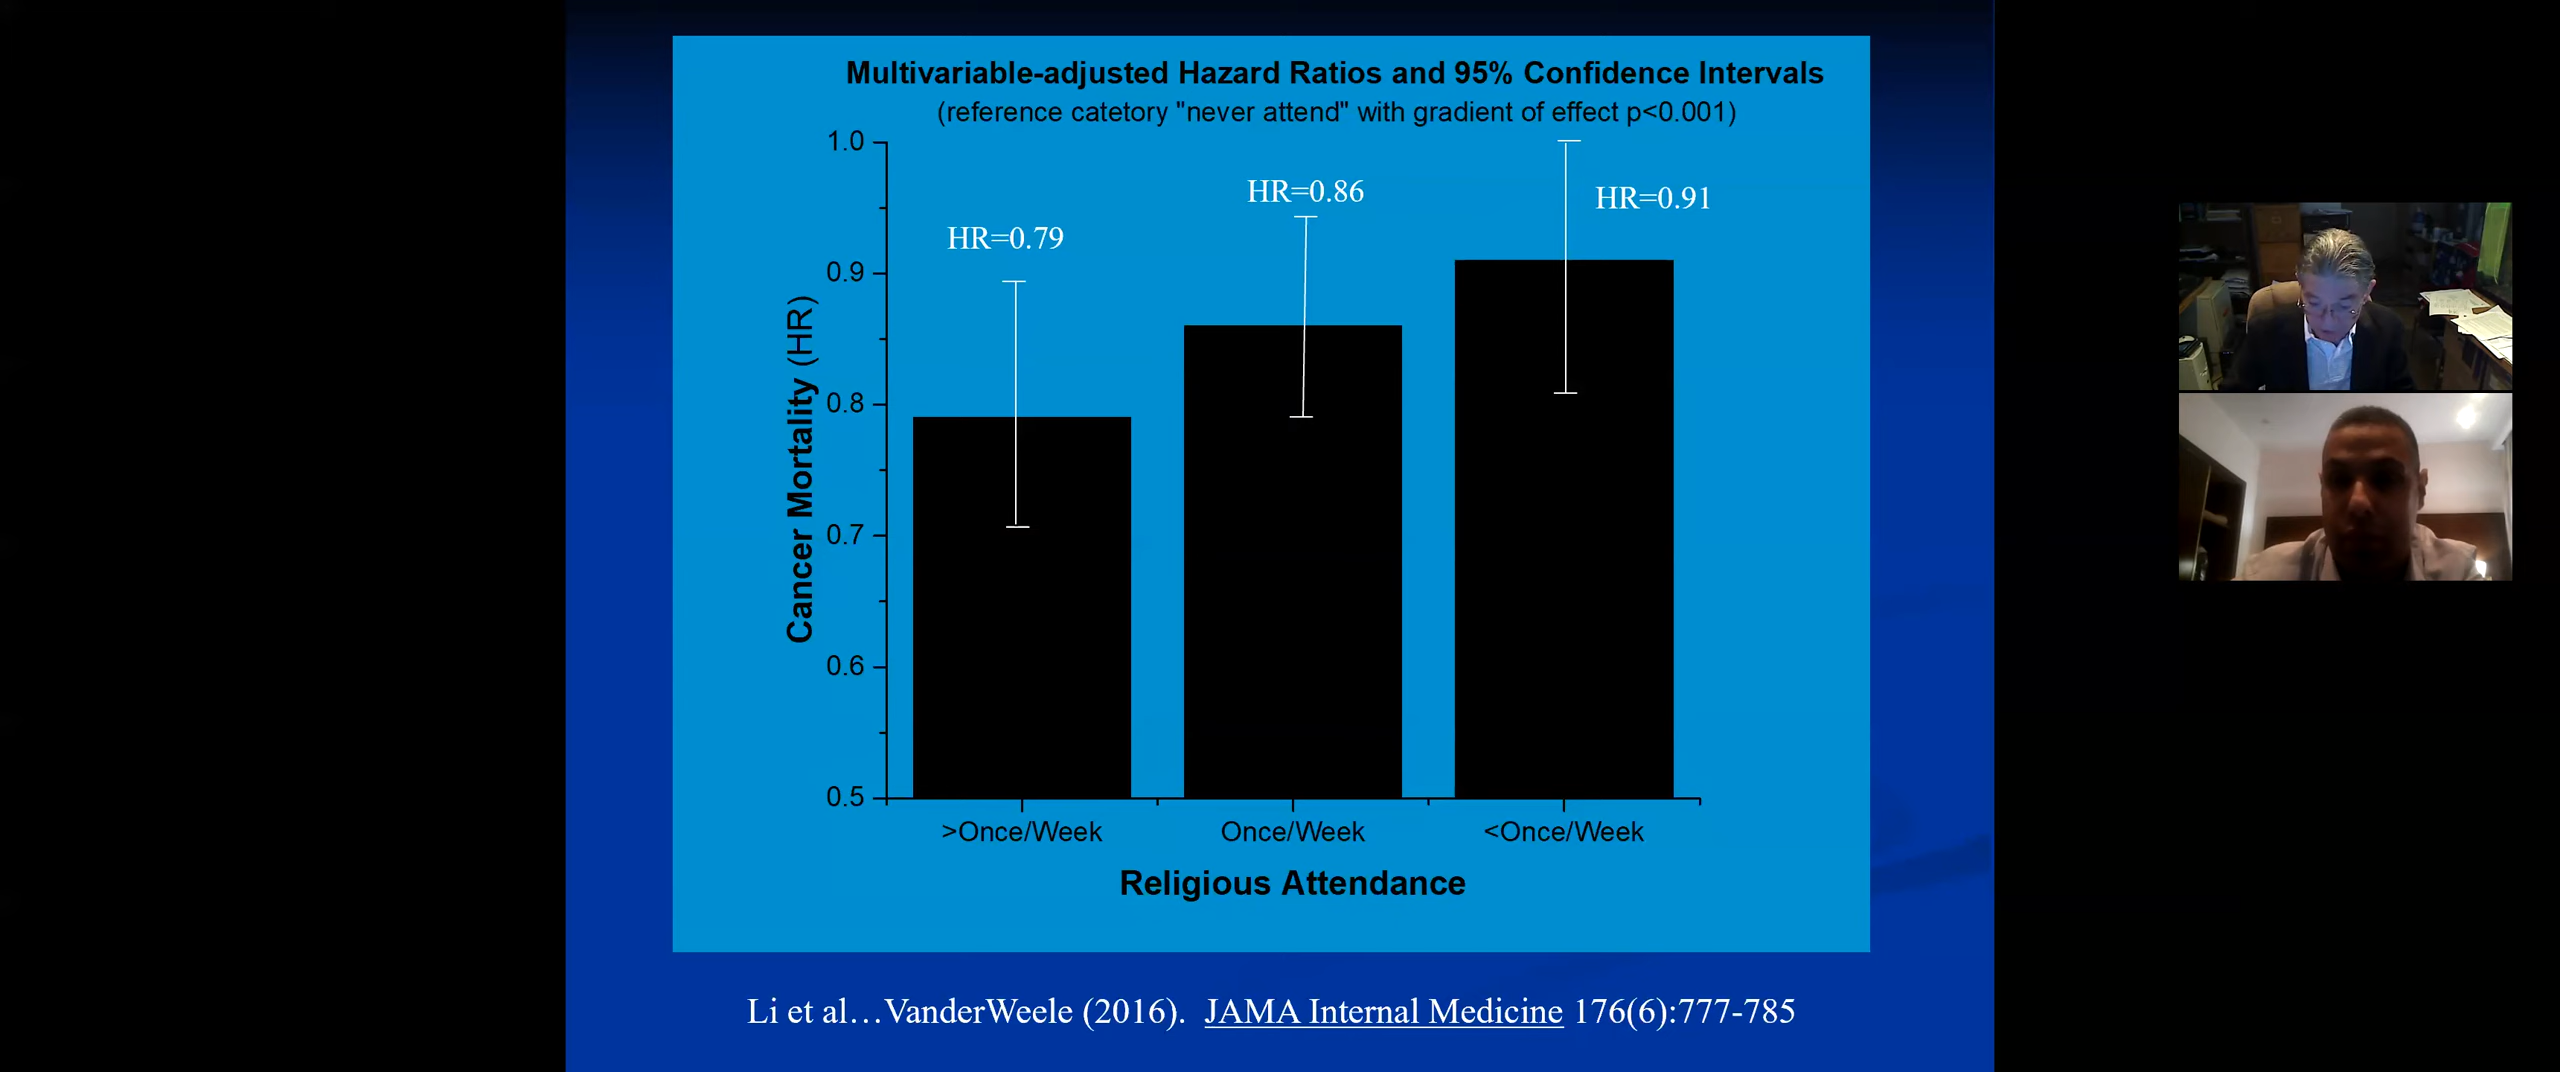 Multivariable-adjusted Hazard Ratios and 95% Confidence Intervals
(reference catetory "never attend" with gradient of effect p<0.001)
1.0
0.9
0.8
0.7
0.6
0.5
Cancer Mortality (HR)
HR=0.79
HR=0.86
HR=0.91
>Once/Week
Once/Week
<Once/Week
Religious Attendance
Li et al…VanderWeele (2016). JAMA Internal Medicine 176(6):777-785